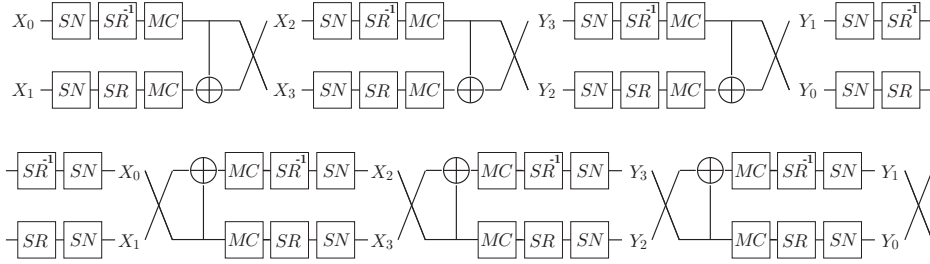 X₀ SN SR⁻¹ MC X₂ SN SR⁻¹ MC Y₃ SN SR⁻¹ MC Y₁ SN SR⁻¹
X₁ SN SR MC X₃ SN SR MC Y₂ SN SR MC Y₀ SN SR
SR⁻¹ SN X₀ MC SR⁻¹ SN X₂ MC SR⁻¹ SN Y₃ MC SR⁻¹ SN Y₁
SR SN X₁ MC SR SN X₃ MC SR SN Y₂ MC SR SN Y₀